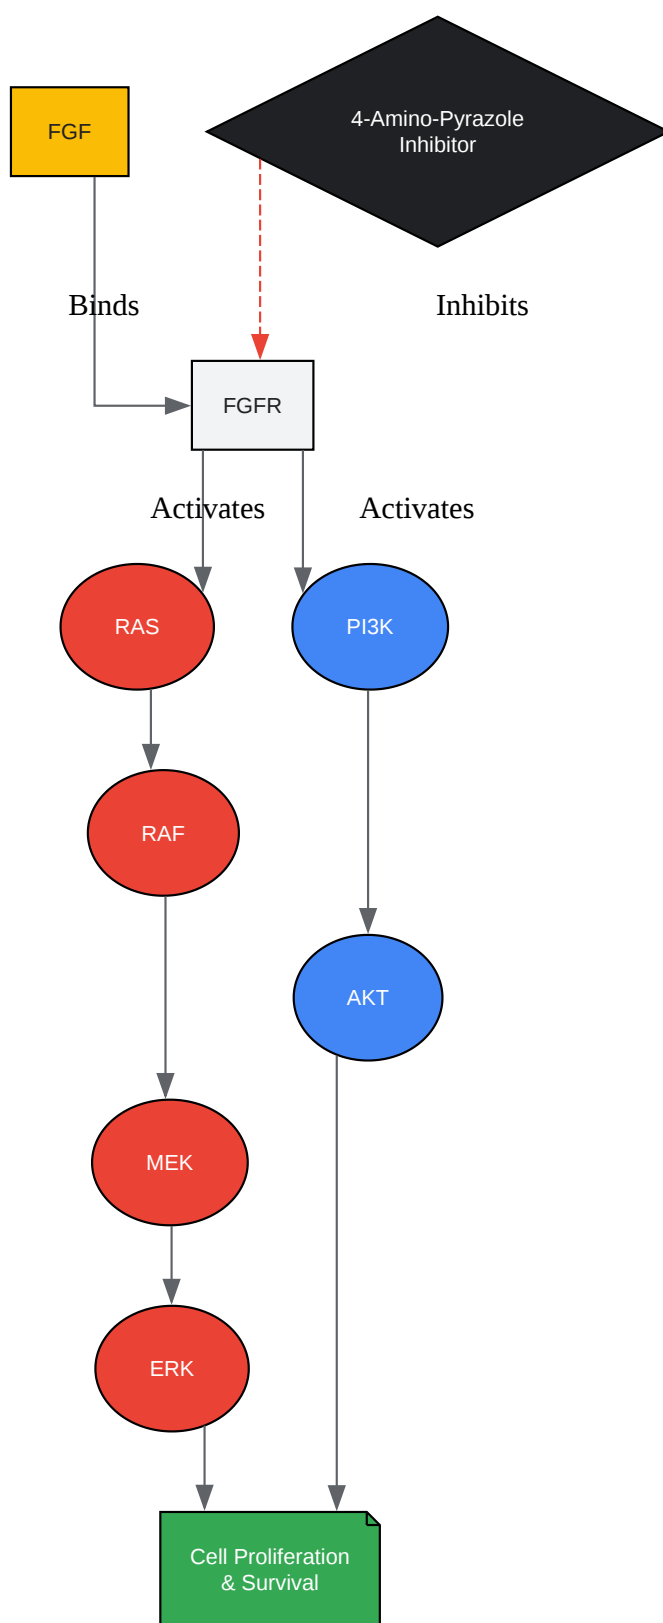 FGF
4-Amino-Pyrazole
Inhibitor
Binds
Inhibits
FGFR
Activates
Activates
RAS
PI3K
RAF
AKT
MEK
ERK
Cell Proliferation
& Survival